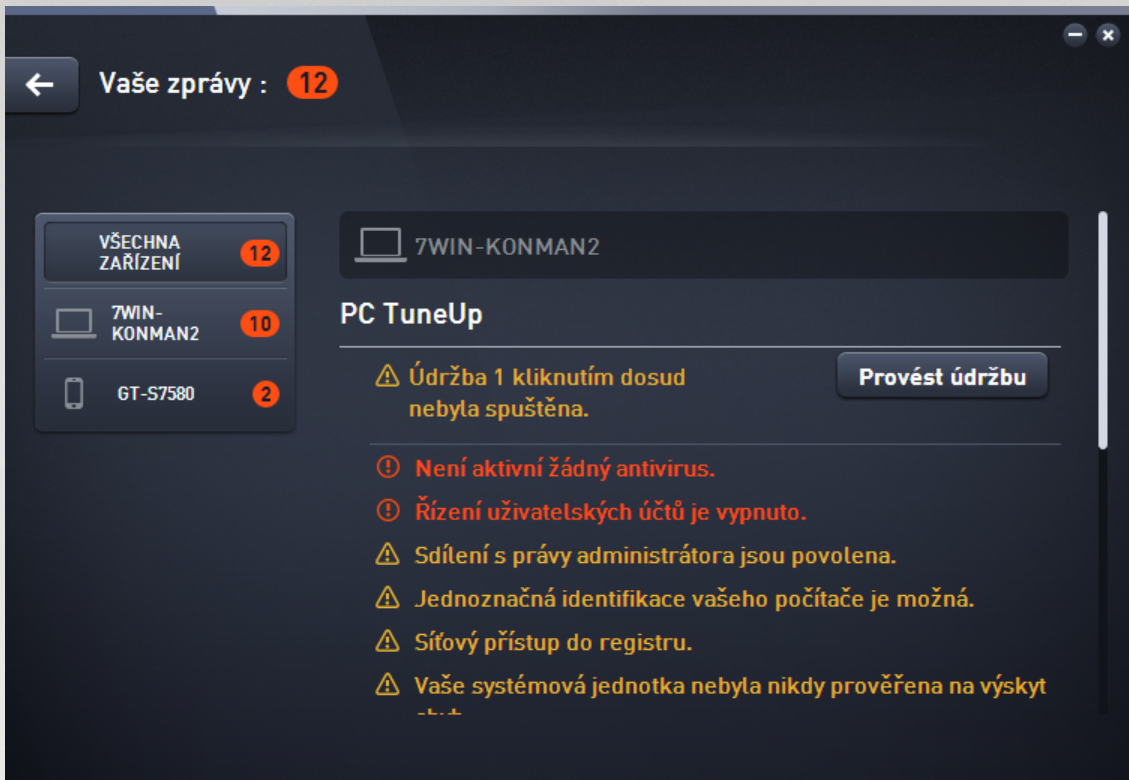 Vaše zprávy : 12
VŠECHNA
ZAŘÍZENÍ
12
7WIN-
KONMAN2
10
GT-S7580
2
7WIN-KONMAN2
PC TuneUp
Údržba 1 kliknutím dosud
nebyla spuštěna.
Provést údržbu
Není aktivní žádný antivirus.
Řízení uživatelských účtů je vypnuto.
Sdílení s právy administrátora jsou povolena.
Jednoznačná identifikace vašeho počítače je možná.
Síťový přístup do registru.
Vaše systémová jednotka nebyla nikdy prověřena na výskyt